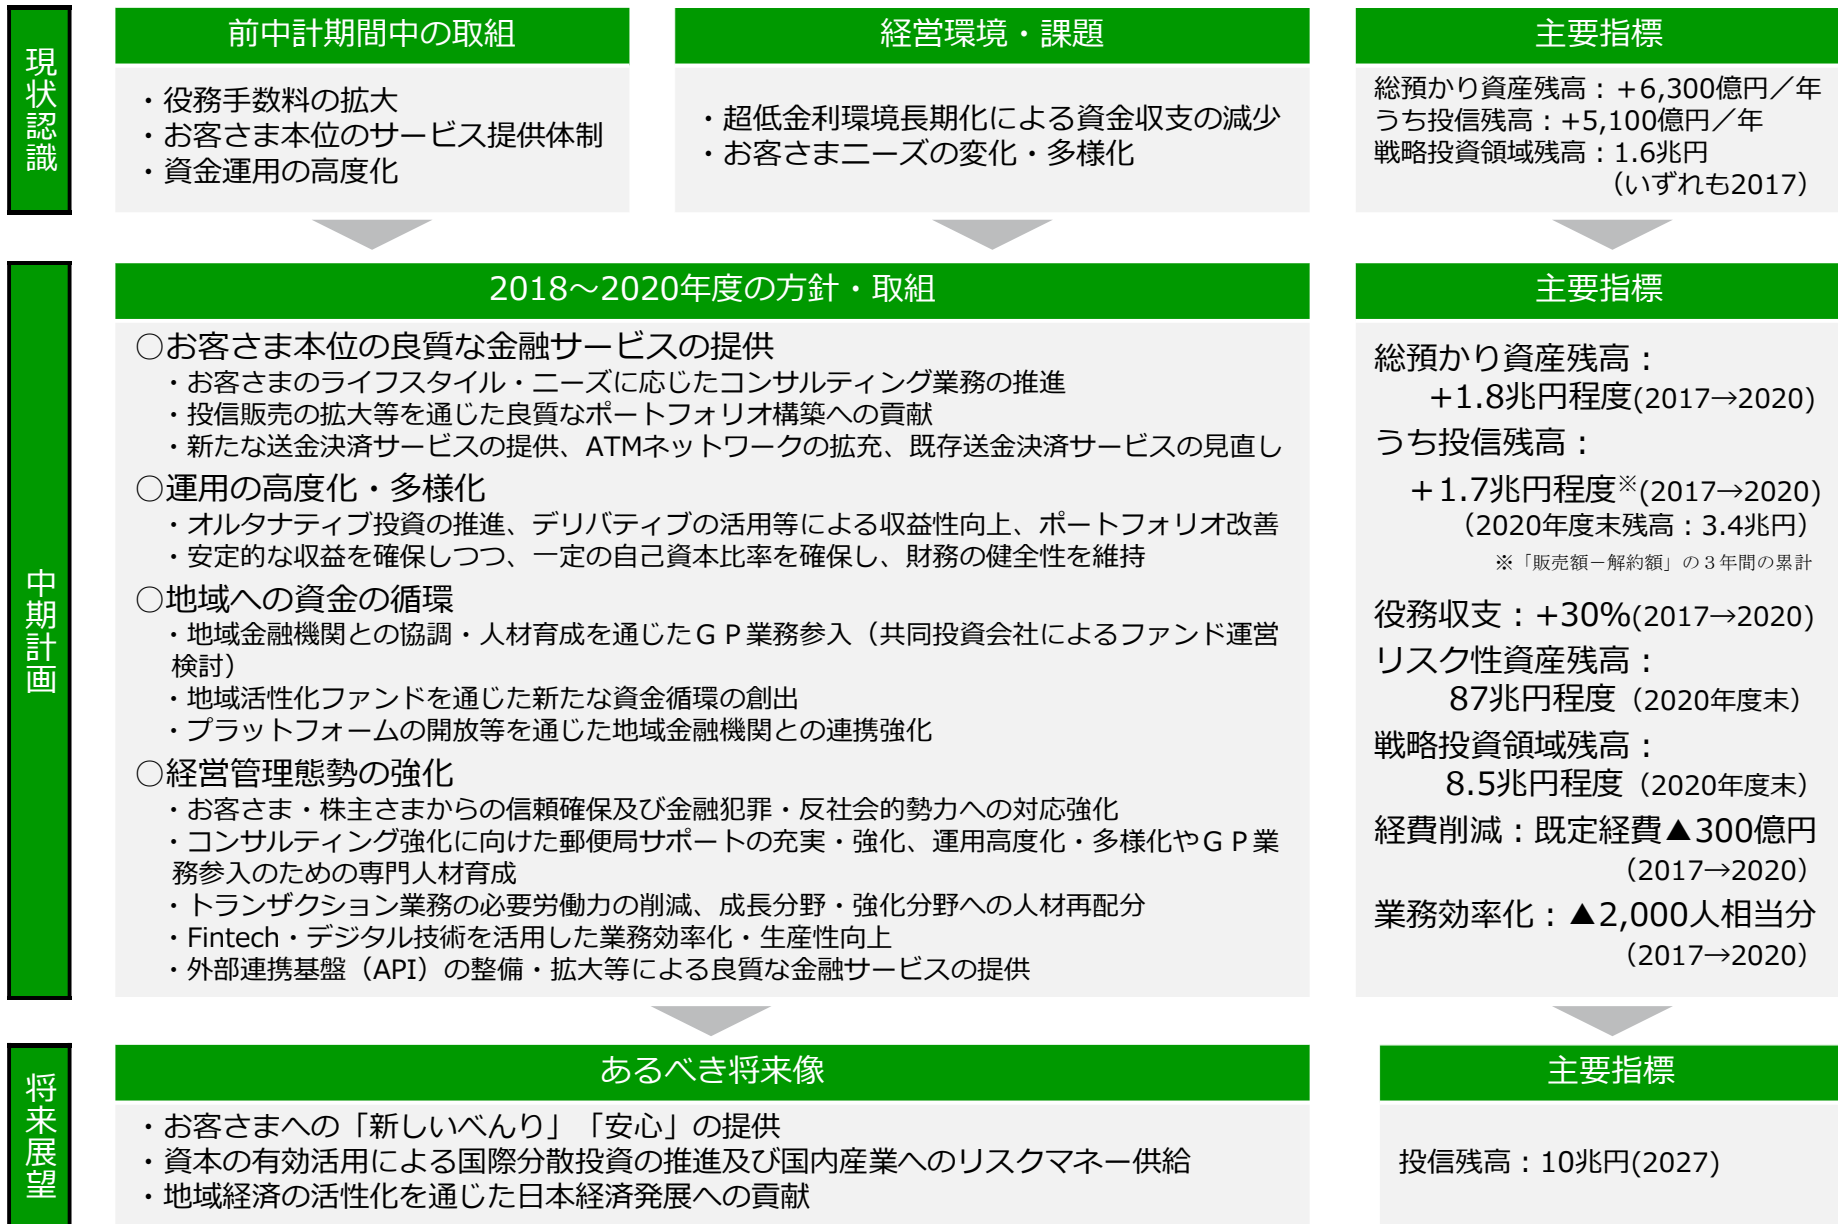 現状認識
前中計期間中の取組
・役務手数料の拡大
・お客さま本位のサービス提供体制
・資金運用の高度化
経営環境・課題
・超低金利環境長期化による資金収支の減少
・お客さまニーズの変化・多様化
主要指標
総預かり資産残高：＋6,300億円／年
うち投信残高：+5,100億円／年
戦略投資領域残高：1.6兆円
（いずれも2017）
中期計画
2018～2020年度の方針・取組
○お客さま本位の良質な金融サービスの提供
・お客さまのライフスタイル・ニーズに応じたコンサルティング業務の推進
・投信販売の拡大等を通じた良質なポートフォリオ構築への貢献
・新たな送金決済サービスの提供、ATMネットワークの拡充、既存送金決済サービスの見直し
○運用の高度化・多様化
・オルタナティブ投資の推進、デリバティブの活用等による収益性向上、ポートフォリオ改善
・安定的な収益を確保しつつ、一定の自己資本比率を確保し、財務の健全性を維持
○地域への資金の循環
・地域金融機関との協調・人材育成を通じたＧＰ業務参入（共同投資会社によるファンド運営
検討）
・地域活性化ファンドを通じた新たな資金循環の創出
・プラットフォームの開放等を通じた地域金融機関との連携強化
○経営管理態勢の強化
・お客さま・株主さまからの信頼確保及び金融犯罪・反社会的勢力への対応強化
・コンサルティング強化に向けた郵便局サポートの充実・強化、運用高度化・多様化やＧＰ業
務参入のための専門人材育成
・トランザクション業務の必要労働力の削減、成長分野・強化分野への人材再配分
・Fintech・デジタル技術を活用した業務効率化・生産性向上
・外部連携基盤（API）の整備・拡大等による良質な金融サービスの提供
主要指標
総預かり資産残高：
+1.8兆円程度(2017→2020)
うち投信残高：
＋1.7兆円程度※(2017→2020)
（2020年度末残高：3.4兆円）
※「販売額－解約額」の３年間の累計
役務収支：+30%(2017→2020)
リスク性資産残高：
87兆円程度（2020年度末）
戦略投資領域残高：
8.5兆円程度（2020年度末）
経費削減：既定経費▲300億円
（2017→2020）
業務効率化：▲2,000人相当分
（2017→2020）
将来展望
あるべき将来像
・お客さまへの「新しいべんり」「安心」の提供
・資本の有効活用による国際分散投資の推進及び国内産業へのリスクマネー供給
・地域経済の活性化を通じた日本経済発展への貢献
主要指標
投信残高：10兆円(2027)